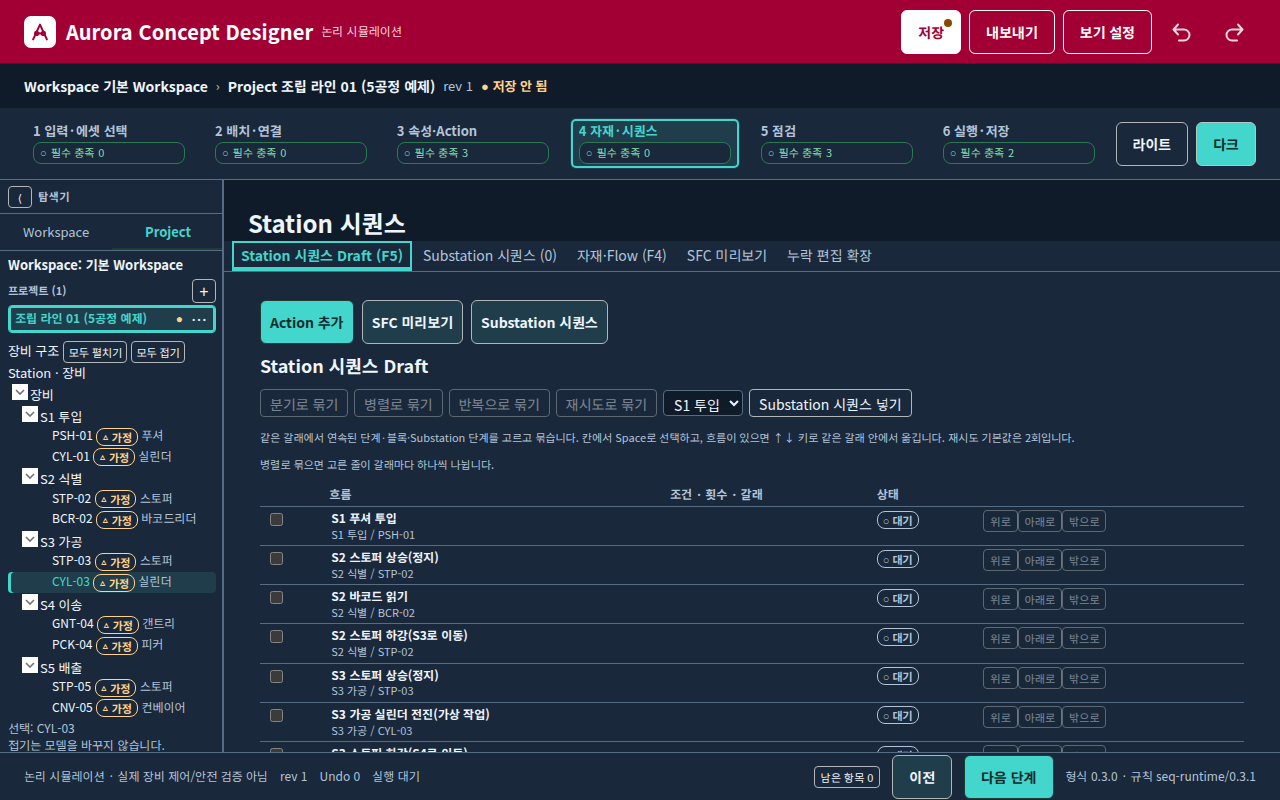 Aurora Concept Designer 논리 시뮬레이션 저장 내보내기 보기 설정
Workspace 기본 Workspace › Project 조립 라인 01 (5공정 예제) rev 1 ● 저장 안 됨
1 입력·에셋 선택 2 배치·연결 3 속성·Action 4 자재·시퀀스 5 점검 6 실행·저장
○ 필수 충족 0 ○ 필수 충족 0 ○ 필수 충족 3 ○ 필수 충족 0 ○ 필수 충족 3 ○ 필수 충족 2 라이트 다크
⟨ 탐색기
Workspace Project
Workspace: 기본 Workspace
프로젝트 (1) +
조립 라인 01 (5공정 예제) ● ···
장비 구조 모두 펼치기 모두 접기
Station · 장비
장비
S1 투입
PSH-01 △ 가정 푸셔
CYL-01 △ 가정 실린더
S2 식별
STP-02 △ 가정 스토퍼
BCR-02 △ 가정 바코드리더
S3 가공
STP-03 △ 가정 스토퍼
CYL-03 △ 가정 실린더
S4 이송
GNT-04 △ 가정 갠트리
PCK-04 △ 가정 피커
S5 배출
STP-05 △ 가정 스토퍼
CNV-05 △ 가정 컨베이어
선택: CYL-03
접기는 모델을 바꾸지 않습니다.
Station 시퀀스
Station 시퀀스 Draft (F5) Substation 시퀀스 (0) 자재·Flow (F4) SFC 미리보기 누락 편집 확장
Action 추가 SFC 미리보기 Substation 시퀀스
Station 시퀀스 Draft
분기로 묶기 병렬로 묶기 반복으로 묶기 재시도로 묶기 S1 투입 Substation 시퀀스 넣기
같은 갈래에서 연속된 단계·블록·Substation 단계를 고르고 묶습니다. 칸에서 Space로 선택하고, 흐름이 있으면 ↑↓ 키로 같은 갈래 안에서 옮깁니다. 재시도 기본값은 2회입니다.
병렬로 묶으면 고른 줄이 갈래마다 하나씩 나뉩니다.
흐름 조건 · 횟수 · 갈래 상태
S1 푸셔 투입 ○ 대기 위로 아래로 밖으로
S1 투입 / PSH-01
S2 스토퍼 상승(정지) ○ 대기 위로 아래로 밖으로
S2 식별 / STP-02
S2 바코드 읽기 ○ 대기 위로 아래로 밖으로
S2 식별 / BCR-02
S2 스토퍼 하강(S3로 이동) ○ 대기 위로 아래로 밖으로
S2 식별 / STP-02
S3 스토퍼 상승(정지) ○ 대기 위로 아래로 밖으로
S3 가공 / STP-03
S3 가공 실린더 전진(가상 작업) ○ 대기 위로 아래로 밖으로
S3 가공 / CYL-03
논리 시뮬레이션 · 실제 장비 제어/안전 검증 아님 rev 1 Undo 0 실행 대기 남은 항목 0 이전 다음 단계 형식 0.3.0 · 규칙 seq-runtime/0.3.1